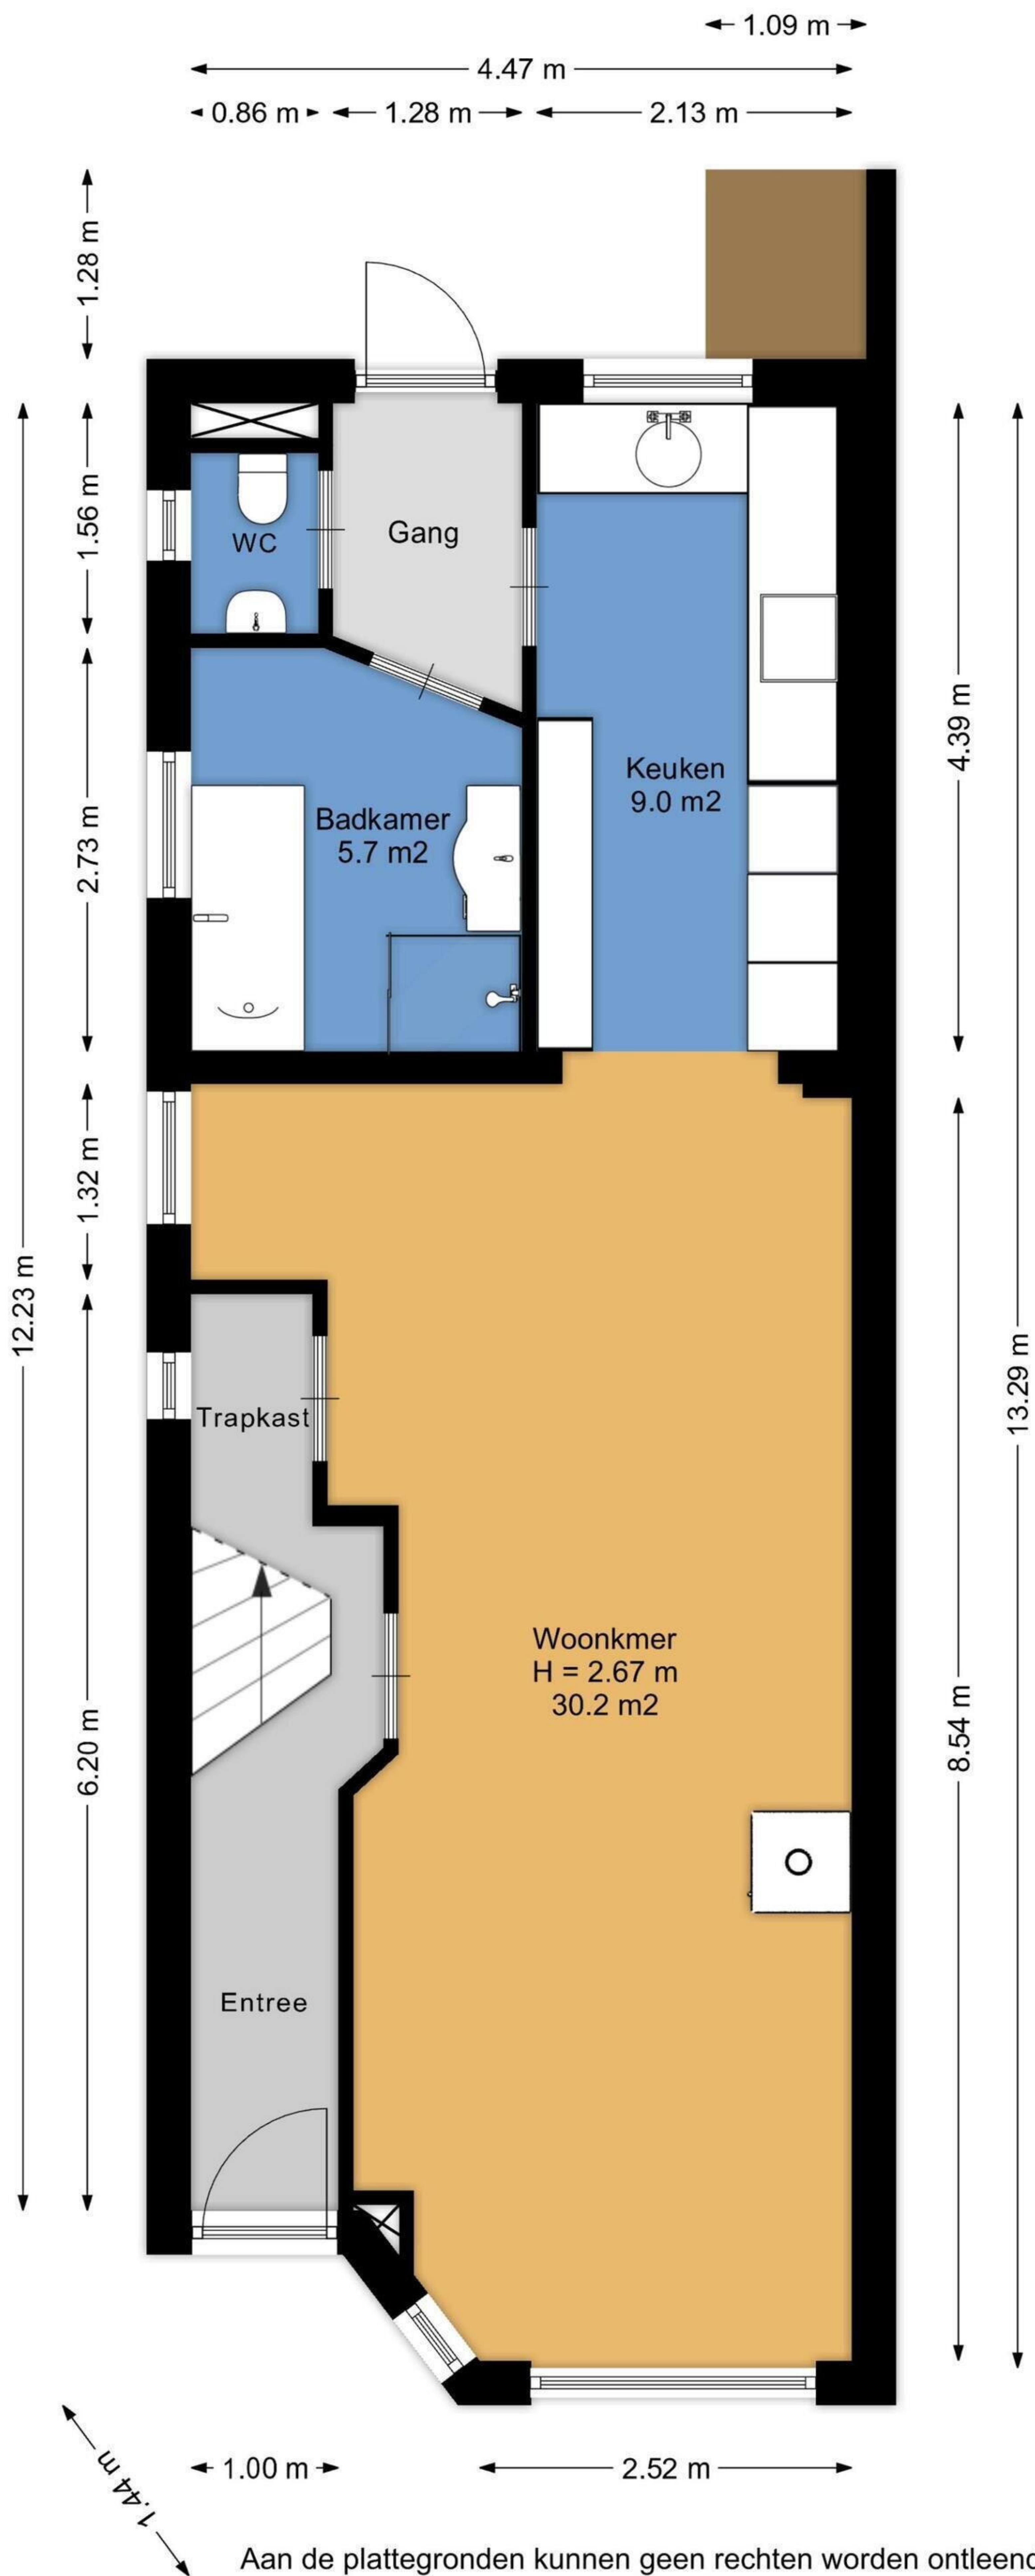 1.09 m
4.47 m
0.86 m
1.28 m
2.13 m
1.28 m
1.56 m
WC
Gang
4.39 m
Keuken
9.0 m2
Badkamer
5.7 m2
2.73 m
1.32 m
12.23 m
13.29 m
Trapkast
Woonkmer
H = 2.67 m
30.2 m2
8.54 m
6.20 m
Entree
1.44 m
1.00 m
2.52 m
Aan de plattegronden kunnen geen rechten worden ontleend